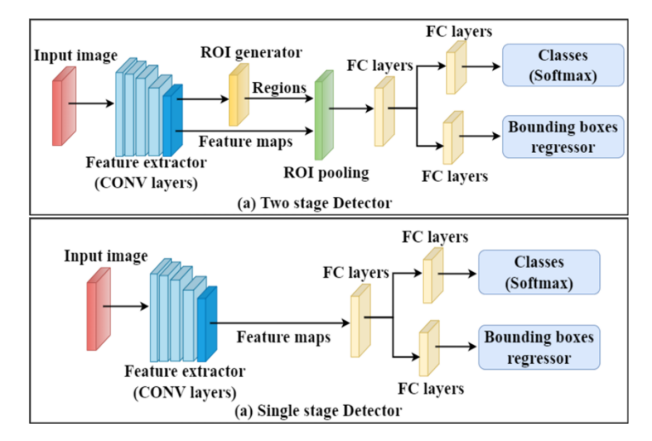 Input image
ROI generator
FC layers
Classes
(Softmax)
FC layers
Regions
Feature maps
Bounding boxes
regressor
Feature extractor
(CONV layers)
ROI pooling
FC layers
(a) Two stage Detector
Input image
FC layers
Classes
(Softmax)
FC layers
Feature maps
Bounding boxes
regressor
Feature extractor
(CONV layers)
FC layers
(a) Single stage Detector